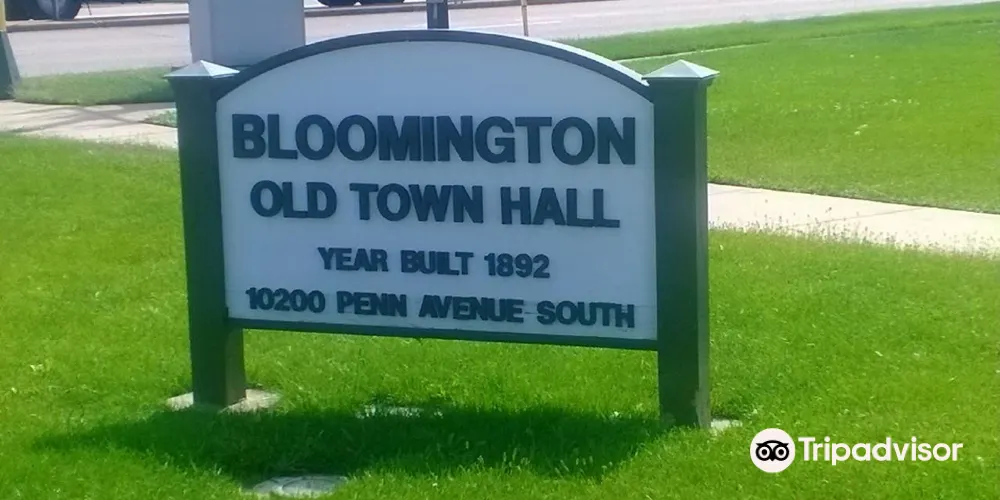 BLOOMINGTON
OLD TOWN HALL
YEAR BUILT 1892
10200 PENN AVENUE SOUTH
Tripadvisor